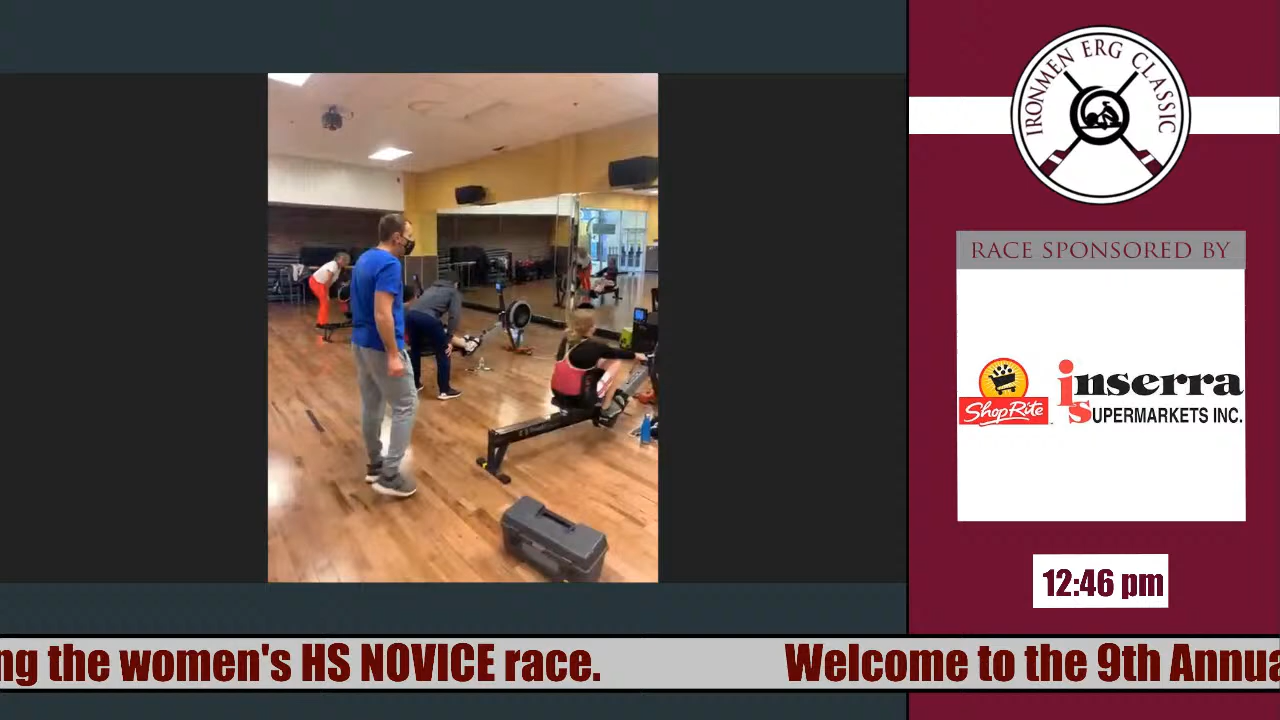 IRONMEN ERG CLASSIC
RACE SPONSORED BY
ShopRite
inserra
SUPERMARKETS INC.
12:46 pm
ng the women's HS NOVICE race.
Welcome to the 9th Annua